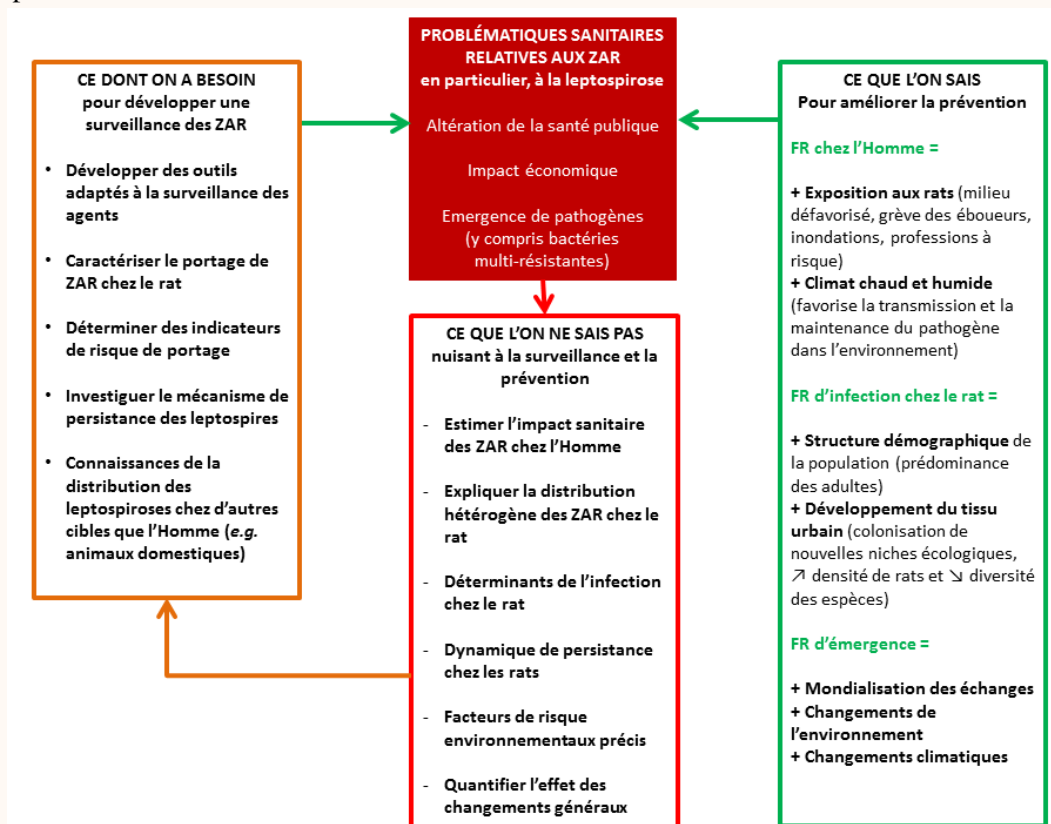 PROBLÉMATIQUES SANITAIRES
RELATIVES AUX ZAR
en particulier, à la leptospirose
Altération de la santé publique
Impact économique
Emergence de pathogènes
(y compris bactéries
multi-résistantes)
CE DONT ON A BESOIN
pour développer une
surveillance des ZAR
• Développer des outils
adaptés à la surveillance des
agents
• Caractériser le portage de
ZAR chez le rat
• Déterminer des indicateurs
de risque de portage
• Investiguer le mécanisme de
persistance des leptospires
• Connaissances de la
distribution des
leptospiroses chez d'autres
cibles que l'Homme (e.g.
animaux domestiques)
CE QUE L'ON NE SAIS PAS
nuisant à la surveillance et la
prévention
- Estimer l'impact sanitaire
des ZAR chez l'Homme
- Expliquer la distribution
hétérogène des ZAR chez le
rat
- Déterminants de l'infection
chez le rat
- Dynamique de persistance
chez les rats
- Facteurs de risque
environnementaux précis
- Quantifier l'effet des
changements généraux
CE QUE L'ON SAIS
Pour améliorer la prévention
FR chez l'Homme =
+ Exposition aux rats (milieu
défavorisé, grève des éboueurs,
inondations, professions à
risque)
+ Climat chaud et humide
(favorise la transmission et la
maintenance du pathogène
dans l'environnement)
FR d'infection chez le rat =
+ Structure démographique de
la population (prédominance
des adultes)
+ Développement du tissu
urbain (colonisation de
nouvelles niches écologiques,
↗ densité de rats et ↘ diversité
des espèces)
FR d'émergence =
+ Mondialisation des échanges
+ Changements de
l'environnement
+ Changements climatiques